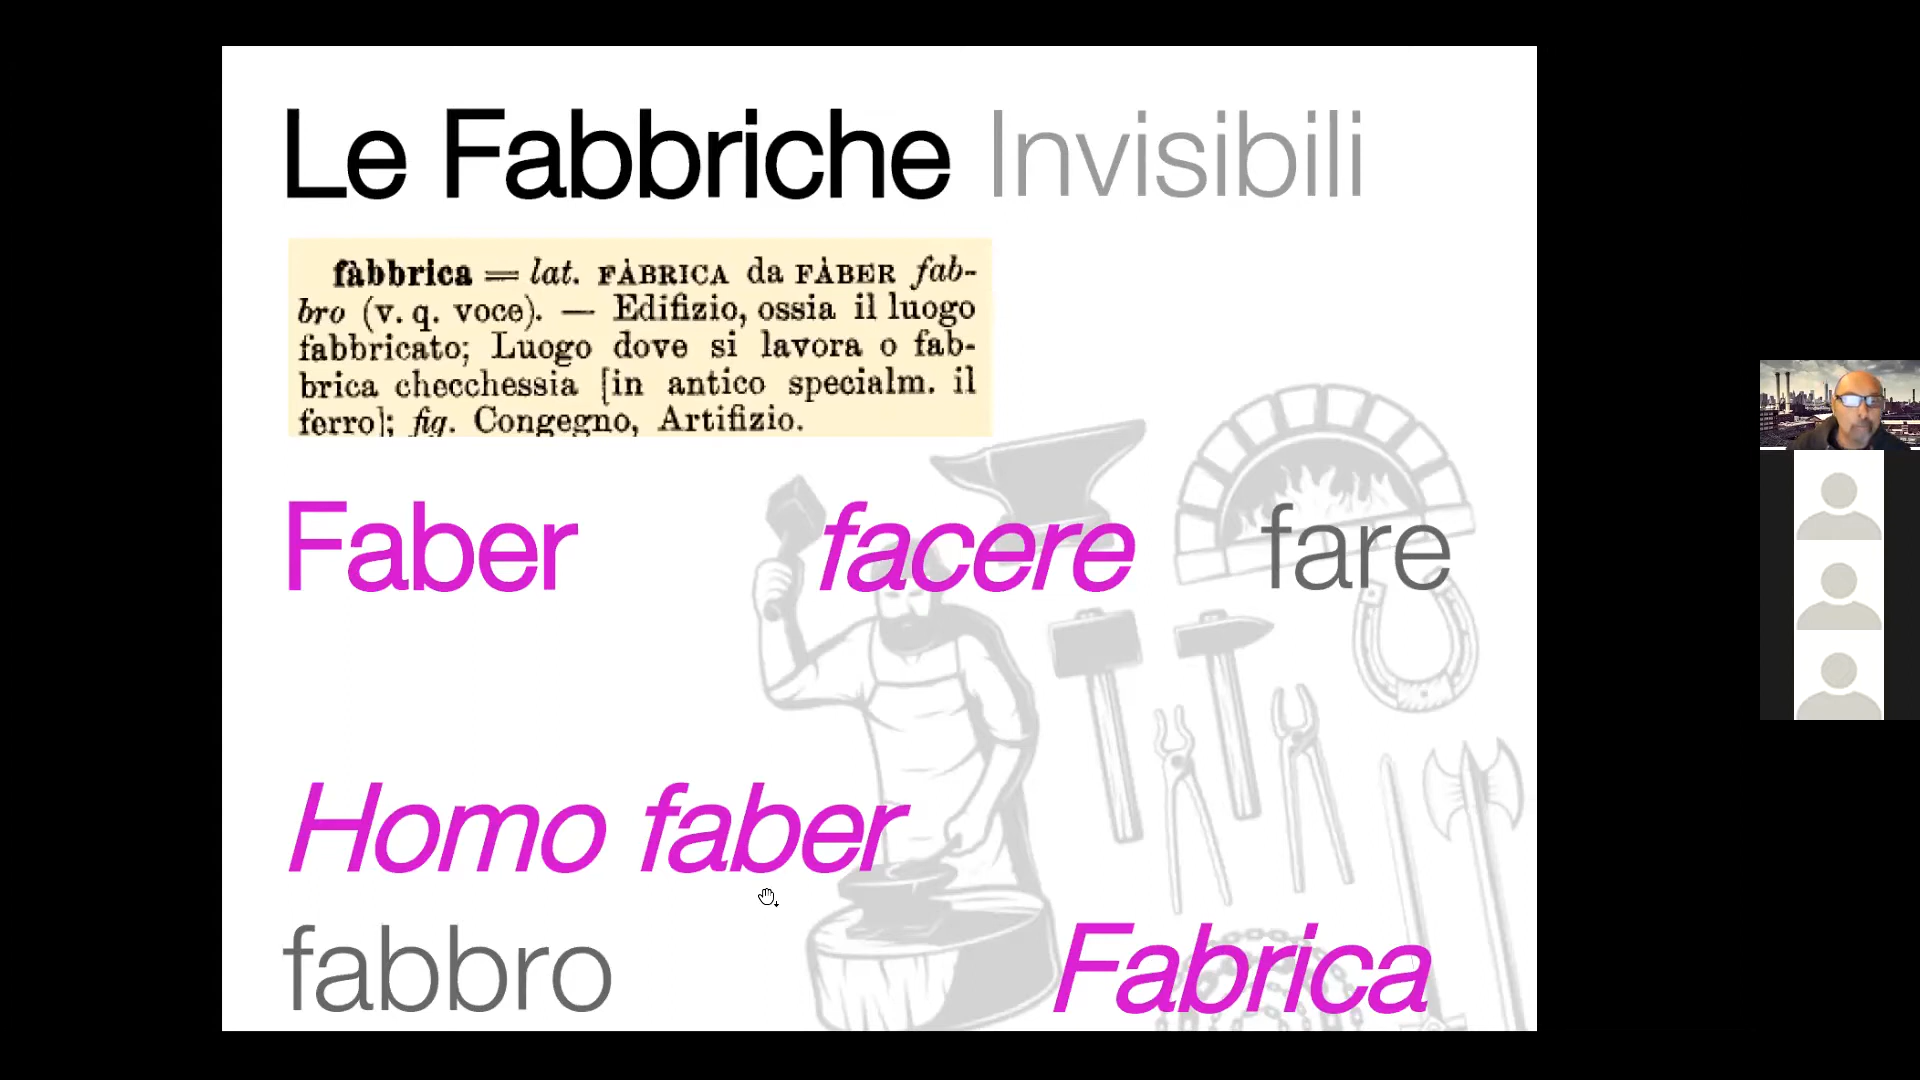 Le Fabbriche Invisibili
fàbbrica = lat. FÀBRICA da FÀBER fab-
bro (v. q. voce). — Edifizio, ossia il luogo
fabbricato; Luogo dove si lavora o fab-
brica checchessia [in antico specialm. il
ferro]; fig. Congegno, Artifizio.
Faber facere fare
Homo faber
fabbro Fabrica